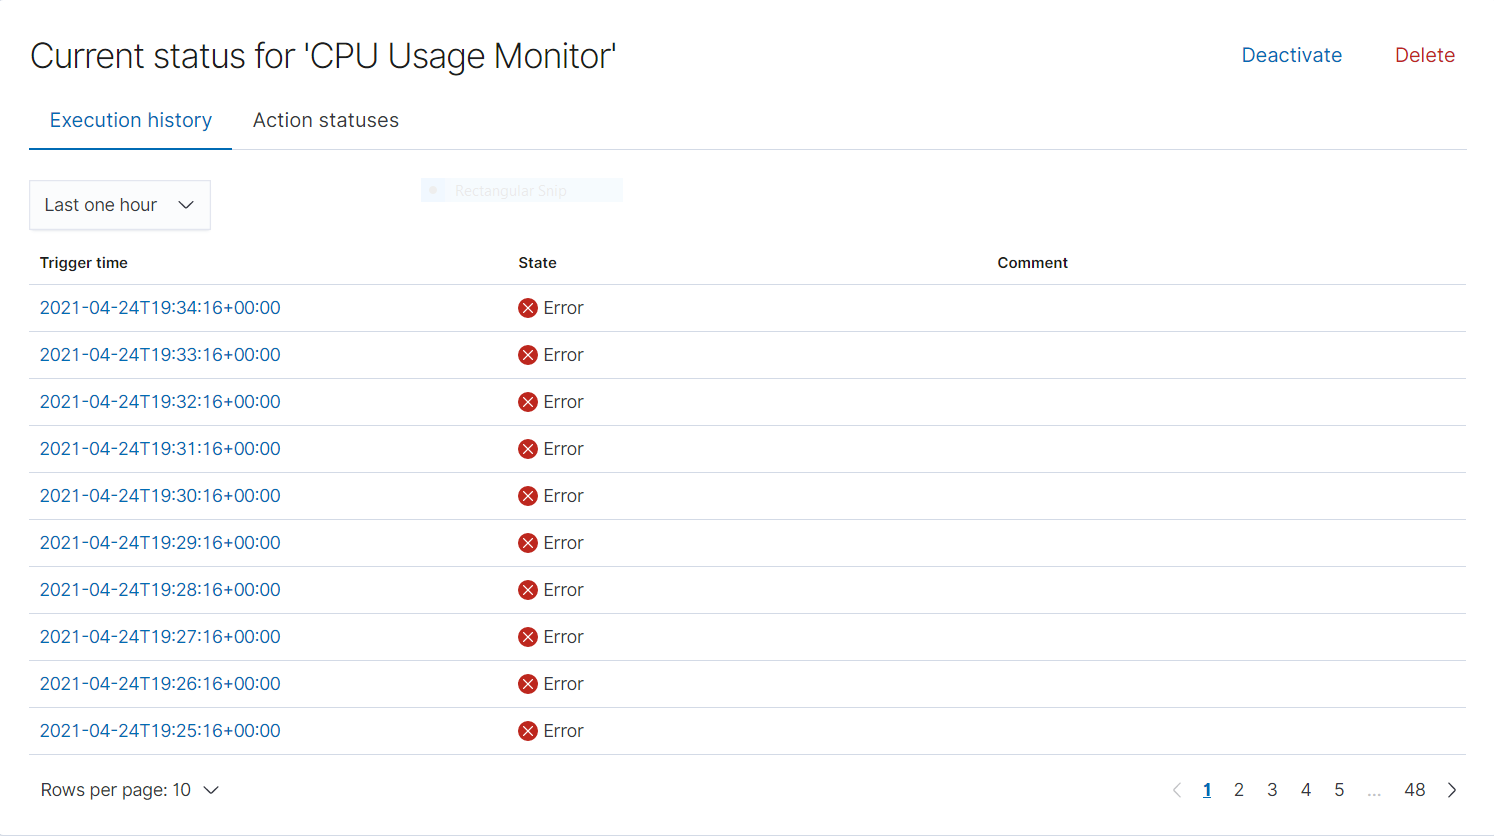 Current status for 'CPU Usage Monitor'
Deactivate
Delete
Execution history
Action statuses
Last one hour
Rectangular Snip
Trigger time State Comment
2021-04-24T19:34:16+00:00 Error
2021-04-24T19:33:16+00:00 Error
2021-04-24T19:32:16+00:00 Error
2021-04-24T19:31:16+00:00 Error
2021-04-24T19:30:16+00:00 Error
2021-04-24T19:29:16+00:00 Error
2021-04-24T19:28:16+00:00 Error
2021-04-24T19:27:16+00:00 Error
2021-04-24T19:26:16+00:00 Error
2021-04-24T19:25:16+00:00 Error
Rows per page: 10
1 2 3 4 5 ... 48